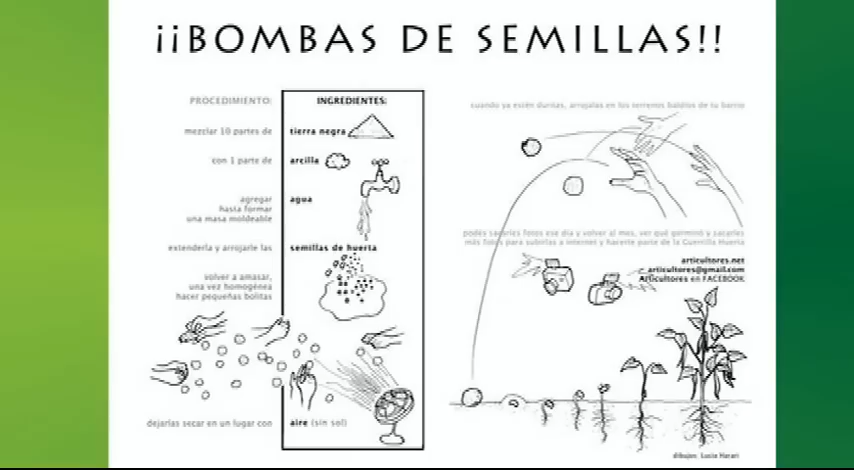 ¡¡BOMBAS DE SEMILLAS!!
PROCEDIMIENTO:
INGREDIENTES:
mezclar 10 partes de tierra negra
con 1 parte de arcilla
agregar agua
hasta formar
una masa moldeable
extenderla y arrojarle las semillas de huerta
volver a amasar,
una vez homogénea
hacer pequeñas bolitas
dejarlas secar en un lugar con aire (sin sol)
cuando ya estén duritas, arrojalas en los terrenos baldíos de tu barrio
podés sacarles fotos ese día y volver al mes, ver qué germinó y sacarles
más fotos para subirlas a internet y hacerte parte de la Guerrilla Huerta
articultores.net
articultores@gmail.com
Articultores en FACEBOOK
dibujos: Lucio Harari